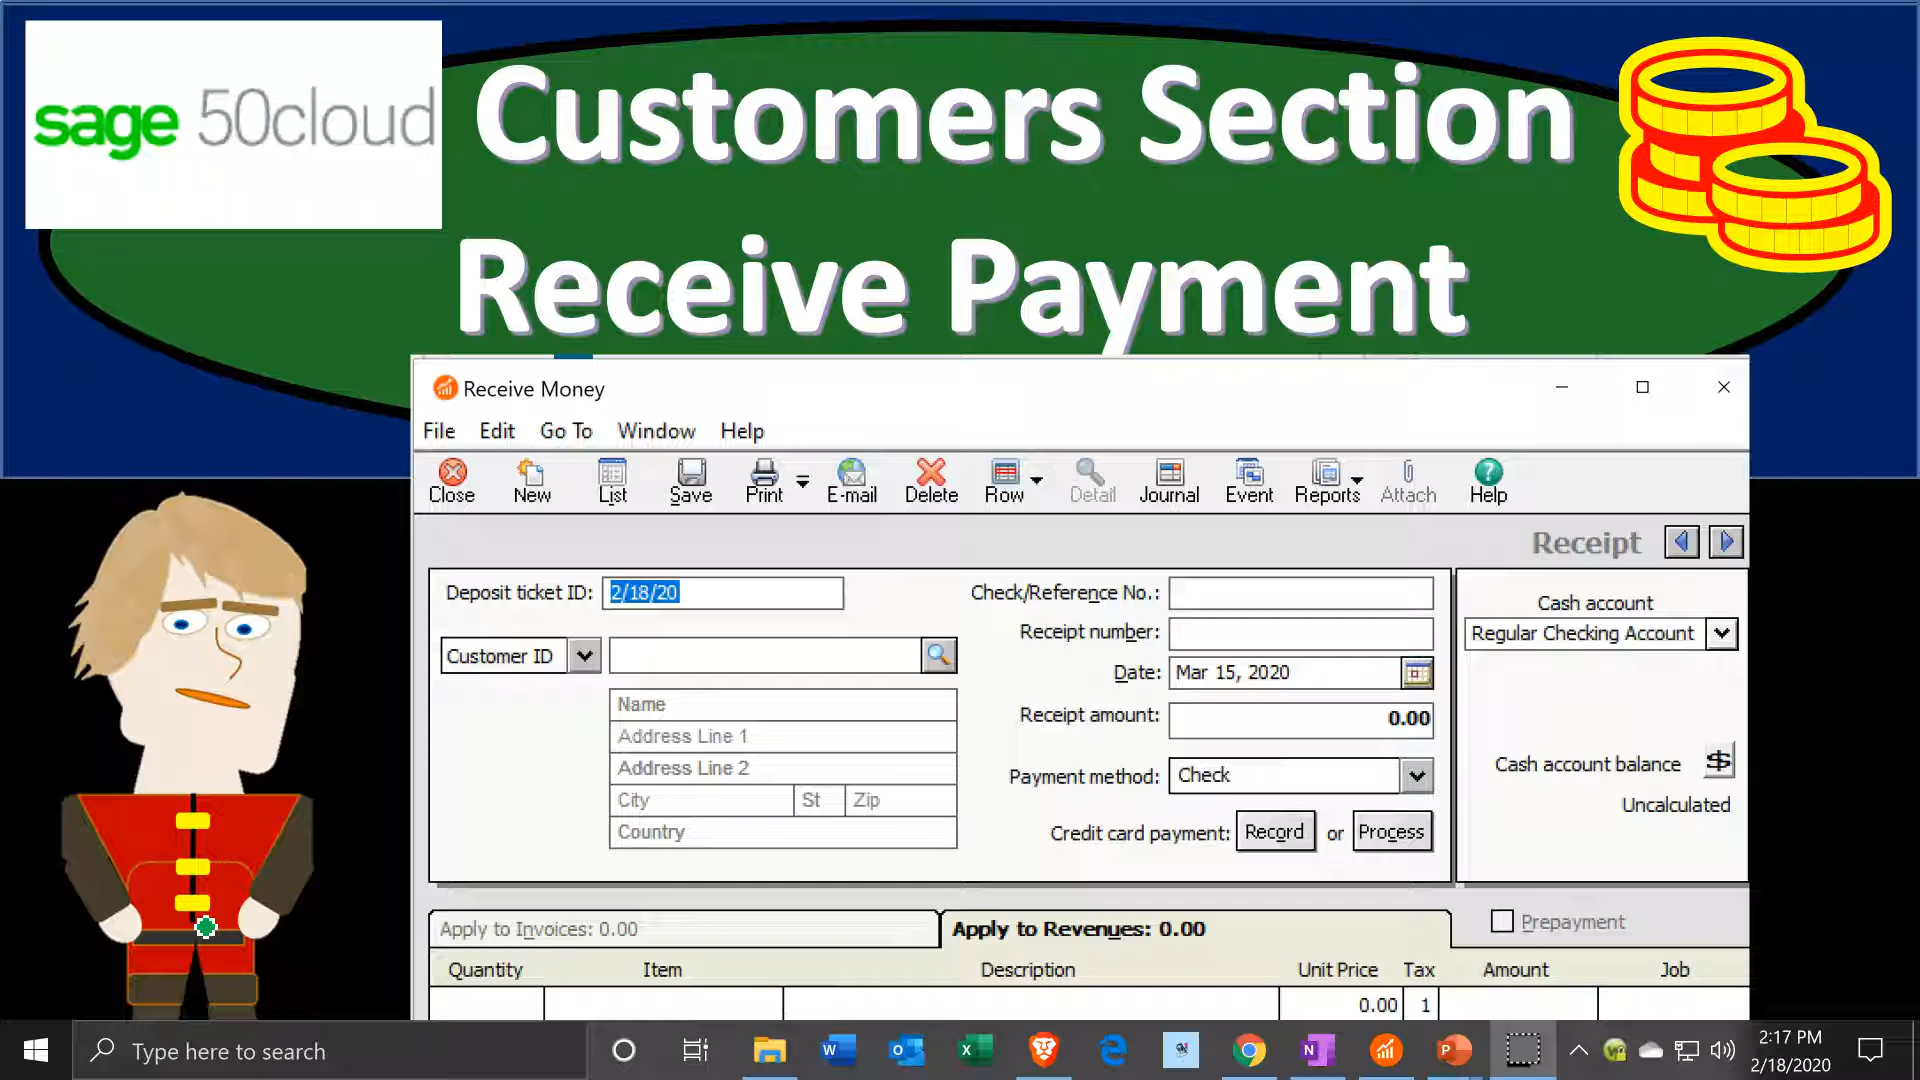 sage 50cloud
Customers Section
Receive Payment
Receive Money
File Edit Go To Window Help
Close New List Save Print E-mail Delete Row Detail Journal Event Reports Attach Help
Receipt
Deposit ticket ID: 2/18/20
Check/Reference No.:
Cash account
Receipt number:
Regular Checking Account
Customer ID
Date: Mar 15, 2020
Name
Receipt amount: 0.00
Address Line 1
Address Line 2
Payment method: Check
Cash account balance
City St Zip
Uncalculated
Country
Credit card payment: Record or Process
Apply to Invoices: 0.00
Apply to Revenues: 0.00
Prepayment
Quantity Item Description Unit Price Tax Amount Job
0.00 1
Type here to search
2:17 PM
2/18/2020